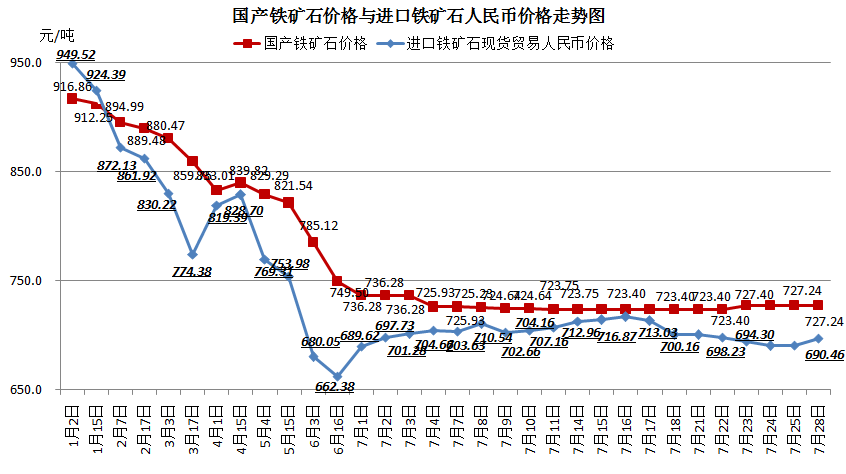 国产铁矿石价格与进口铁矿石人民币价格走势图
元/吨
国产铁矿石价格 进口铁矿石现货贸易人民币价格
950.0
850.0
750.0
650.0
949.52
924.39
916.86
912.25
894.99
889.48
880.47
872.13
861.92
830.22
774.38
839.82
829.29
819.39
828.70
821.54
785.12
769.51
753.98
749.50
680.05
662.38
736.28
736.28
736.28
689.62
697.73
701.28
725.93
725.93
725.28
704.66
703.63
710.54
724.64
724.64
702.66
704.16
707.16
723.75
723.75
712.96
716.87
723.40
713.03
723.40
700.16
723.40
723.40
698.23
694.30
727.40
727.24
727.24
690.46
1月2日
1月15日
2月7日
2月17日
3月3日
3月17日
4月1日
4月15日
5月4日
5月15日
6月3日
6月16日
7月1日
7月2日
7月3日
7月4日
7月7日
7月8日
7月9日
7月10日
7月11日
7月14日
7月15日
7月16日
7月17日
7月18日
7月21日
7月22日
7月23日
7月24日
7月25日
7月28日